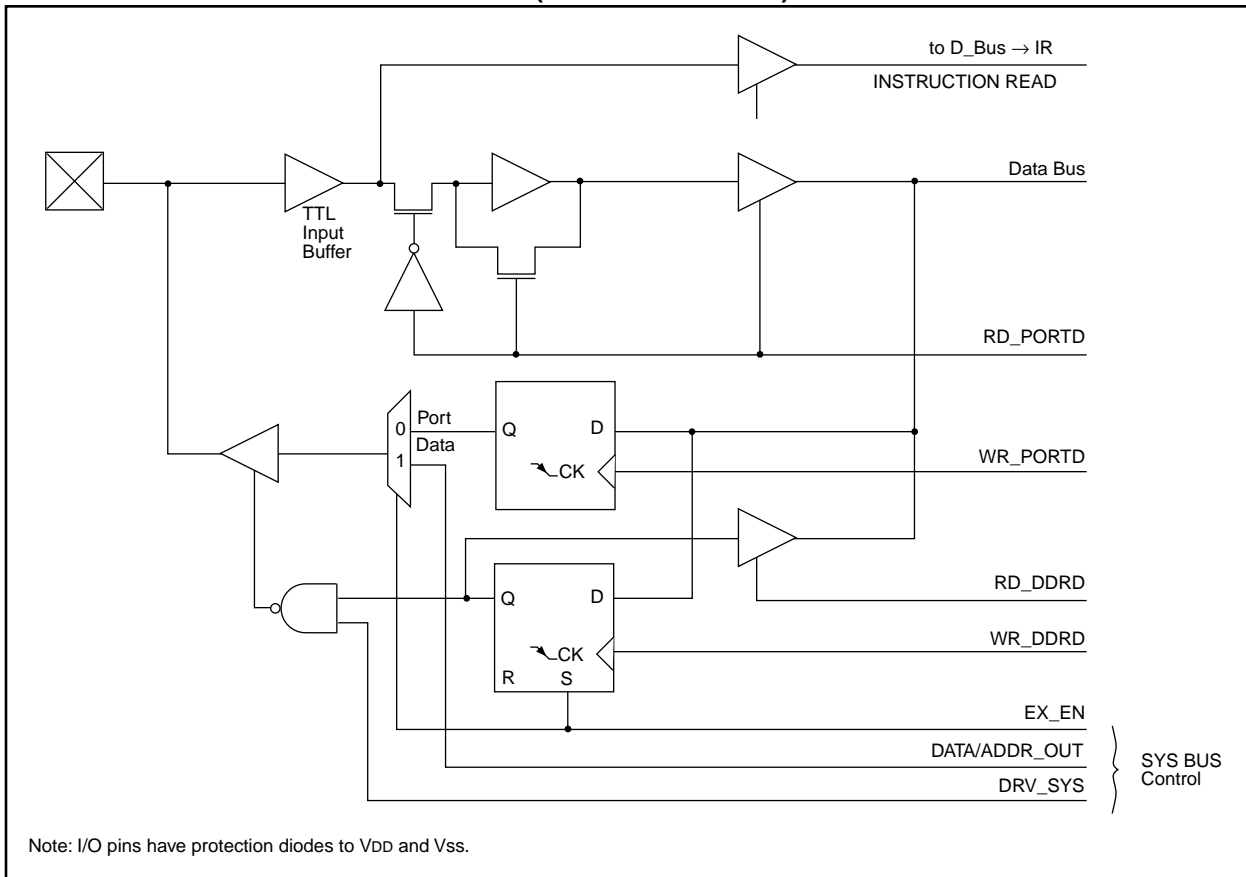 to D_Bus → IR
INSTRUCTION READ
Data Bus
TTL
Input
Buffer
RD_PORTD
0
Port
Q
D
Data
1
CK
WR_PORTD
Q
D
RD_DDRD
WR_DDRD
CK
R
S
EX_EN
DATA/ADDR_OUT
DRV_SYS
SYS BUS
Control
Note: I/O pins have protection diodes to VDD and Vss.